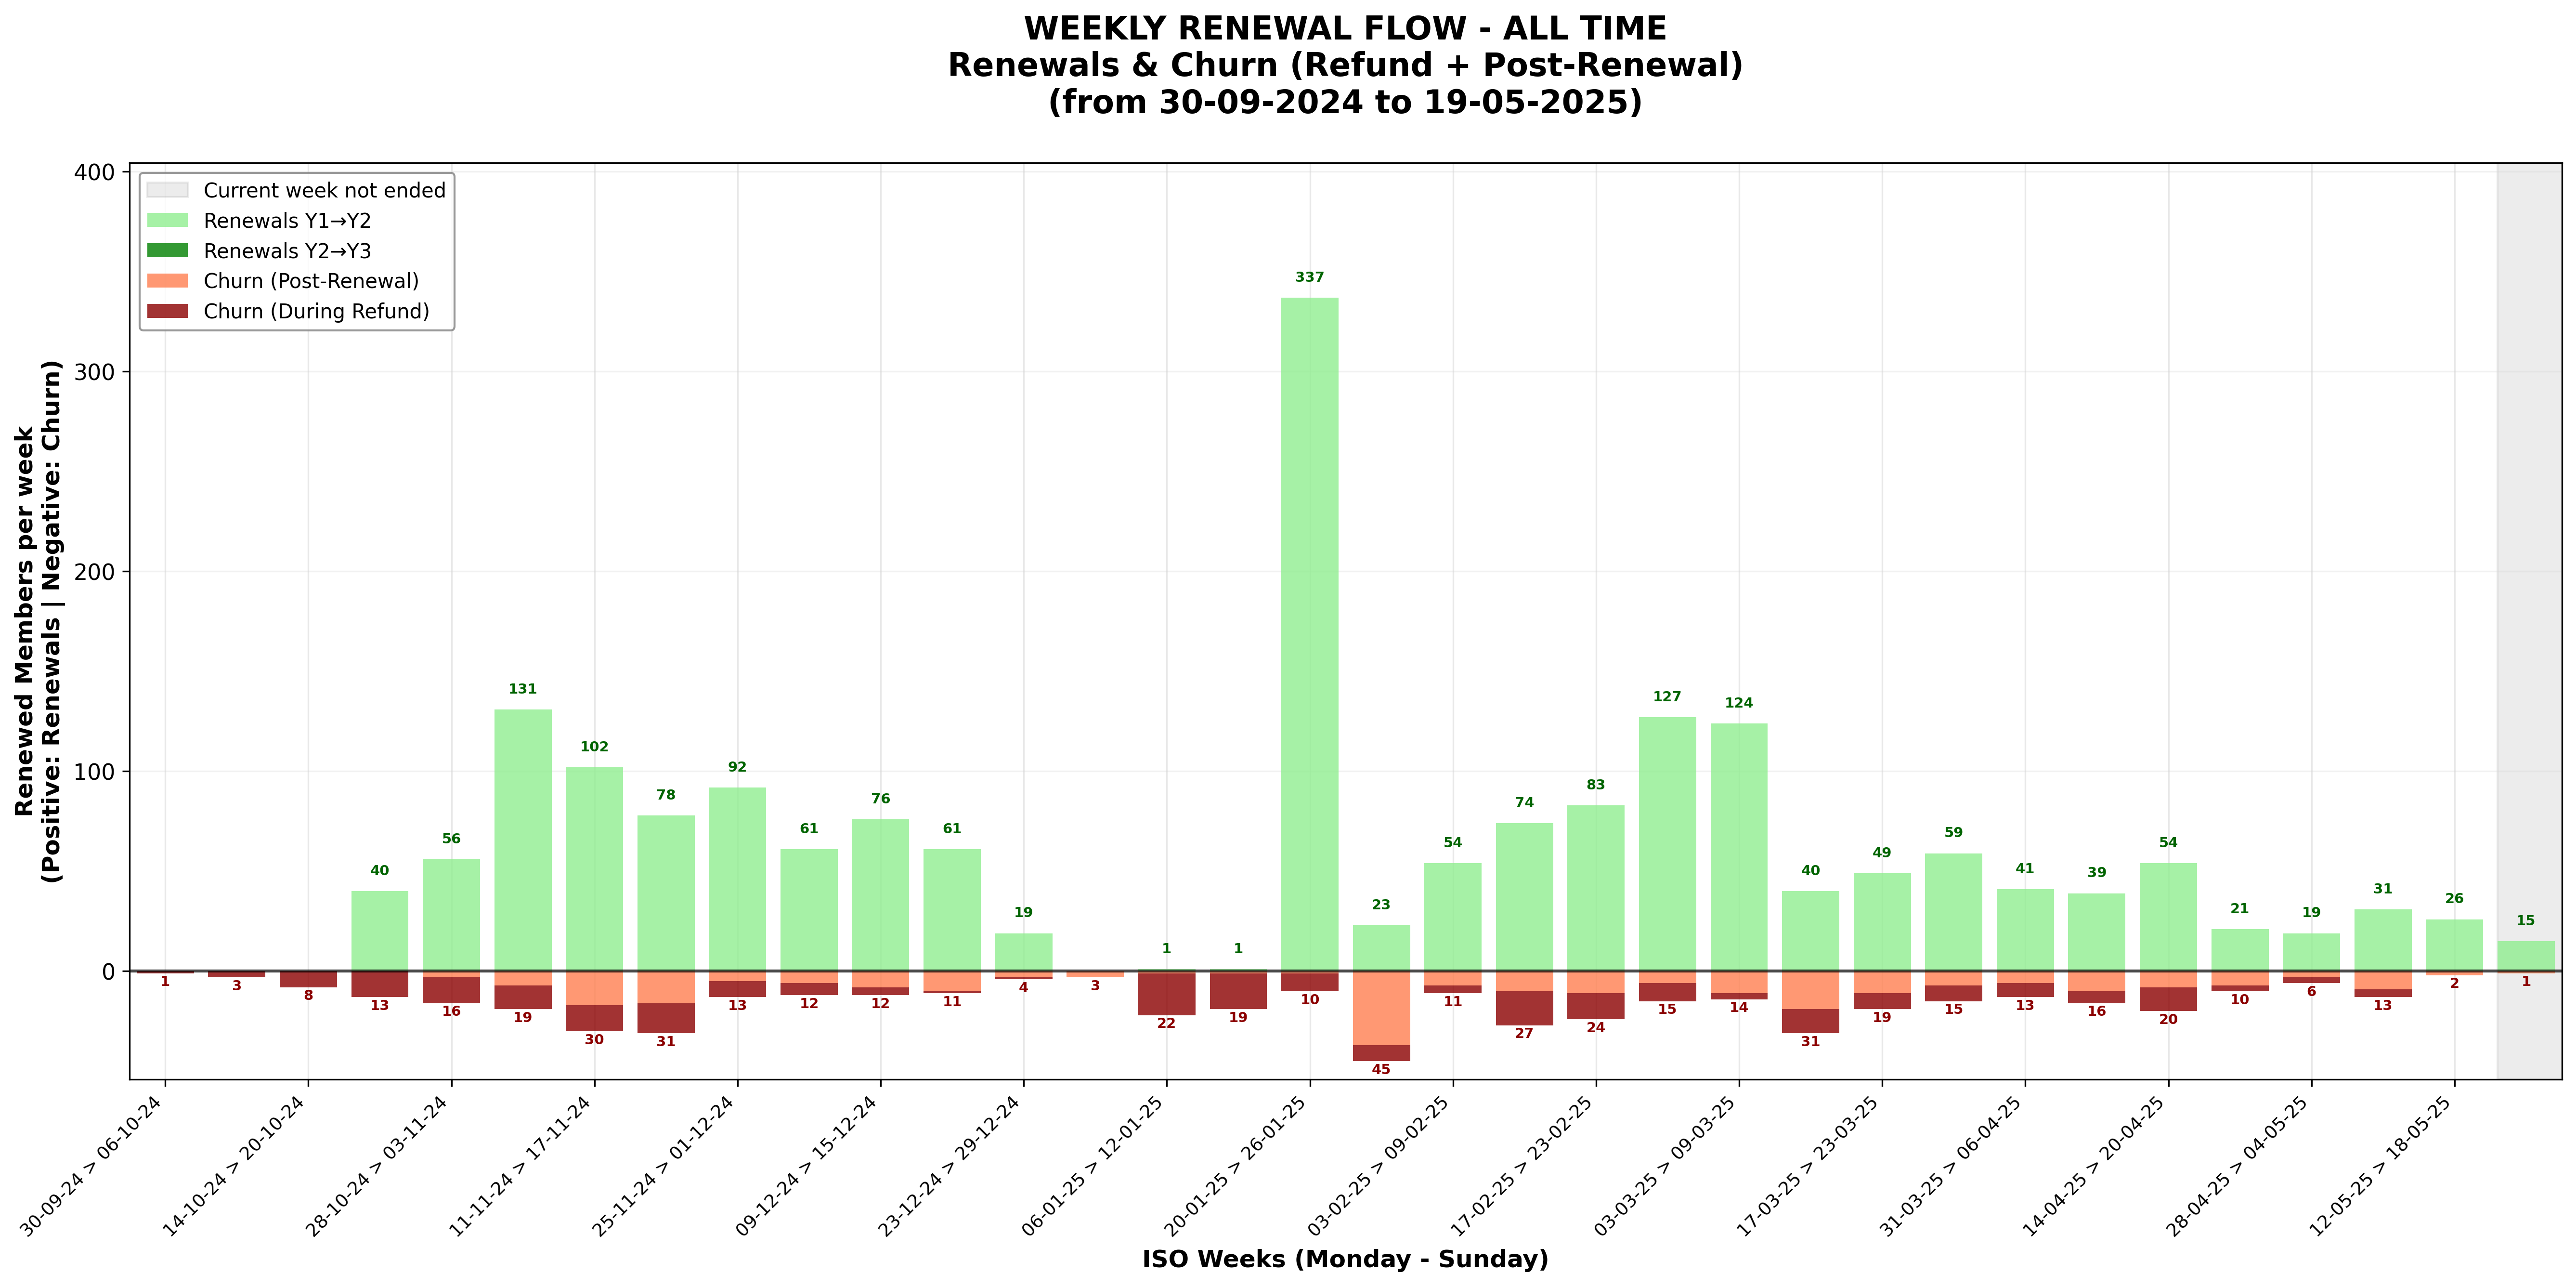 WEEKLY RENEWAL FLOW - ALL TIME
Renewals & Churn (Refund + Post-Renewal)
(from 30-09-2024 to 19-05-2025)
Renewed Members per week
(Positive: Renewals | Negative: Churn)
400
300
200
100
0
Current week not ended
Renewals Y1→Y2
Renewals Y2→Y3
Churn (Post-Renewal)
Churn (During Refund)
40 56 131 102 78 92 61 76 61 19 1 1 337 23 54 74 83 127 124 40 49 59 41 39 54 21 19 31 26 15
1 3 8 13 16 19 30 31 13 12 12 11 4 3 22 19 10 45 11 27 24 15 14 31 19 15 13 16 20 10 6 13 2 1
30-09-24 > 06-10-24
14-10-24 > 20-10-24
28-10-24 > 03-11-24
11-11-24 > 17-11-24
25-11-24 > 01-12-24
09-12-24 > 15-12-24
23-12-24 > 29-12-24
06-01-25 > 12-01-25
20-01-25 > 26-01-25
03-02-25 > 09-02-25
17-02-25 > 23-02-25
03-03-25 > 09-03-25
17-03-25 > 23-03-25
31-03-25 > 06-04-25
14-04-25 > 20-04-25
28-04-25 > 04-05-25
12-05-25 > 18-05-25
ISO Weeks (Monday - Sunday)